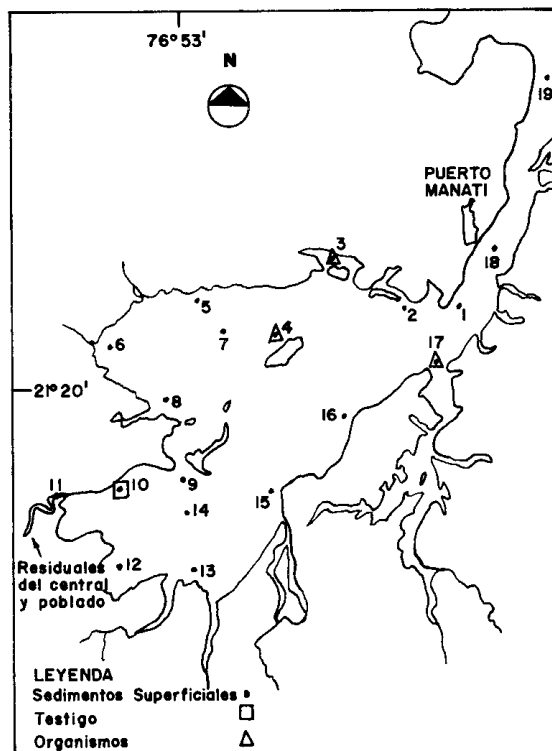 76°53'
N
19
PUERTO
MANATI
3
18
5
2
1
4
7
6
17
21°20'
8
16
9
11
10
15
14
Residuales
del central
y poblado
12
13
LEYENDA
Sedimentos Superficiales
Testigo
Organismos